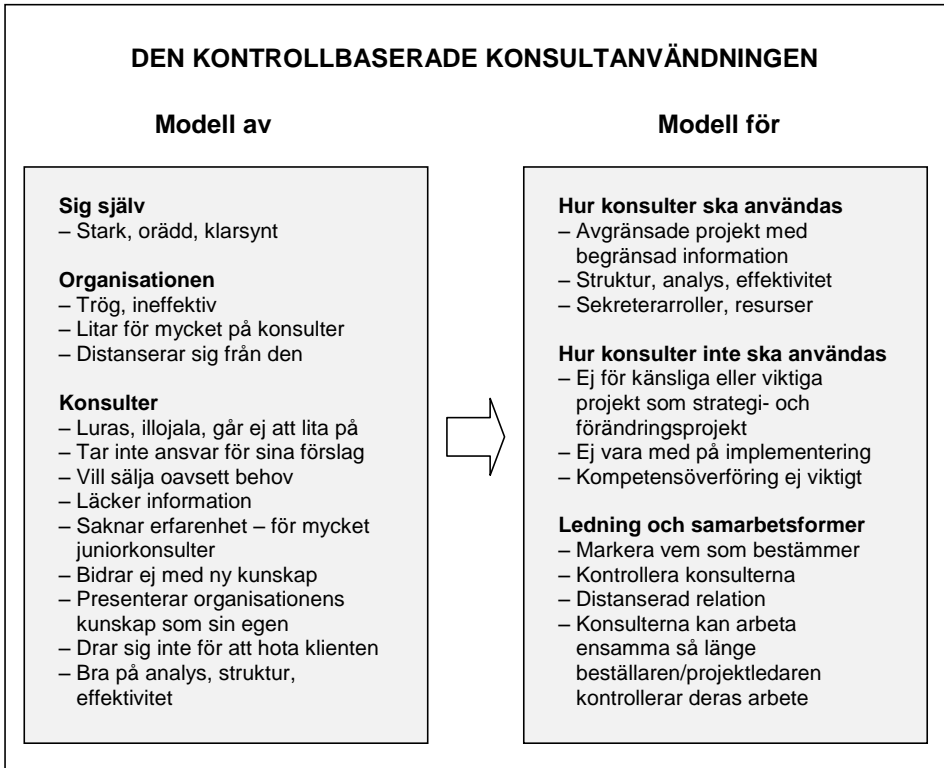 DEN KONTROLLBASERADE KONSULTANVÄNDNINGEN
Modell av
Sig själv
– Stark, orädd, klarsynt
Organisationen
– Trög, ineffektiv
– Litar för mycket på konsulter
– Distanserar sig från den
Konsulter
– Luras, illojala, går ej att lita på
– Tar inte ansvar för sina förslag
– Vill sälja oavsett behov
– Läcker information
– Saknar erfarenhet – för mycket
juniorkonsulter
– Bidrar ej med ny kunskap
– Presenterar organisationens
kunskap som sin egen
– Drar sig inte för att hota klienten
– Bra på analys, struktur,
effektivitet
Modell för
Hur konsulter ska användas
– Avgränsade projekt med
begränsad information
– Struktur, analys, effektivitet
– Sekreterarroller, resurser
Hur konsulter inte ska användas
– Ej för känsliga eller viktiga
projekt som strategi- och
förändringsprojekt
– Ej vara med på implementering
– Kompetensöverföring ej viktigt
Ledning och samarbetsformer
– Markera vem som bestämmer
– Kontrollera konsulterna
– Distanserad relation
– Konsulterna kan arbeta
ensamma så länge
beställaren/projektledaren
kontrollerar deras arbete